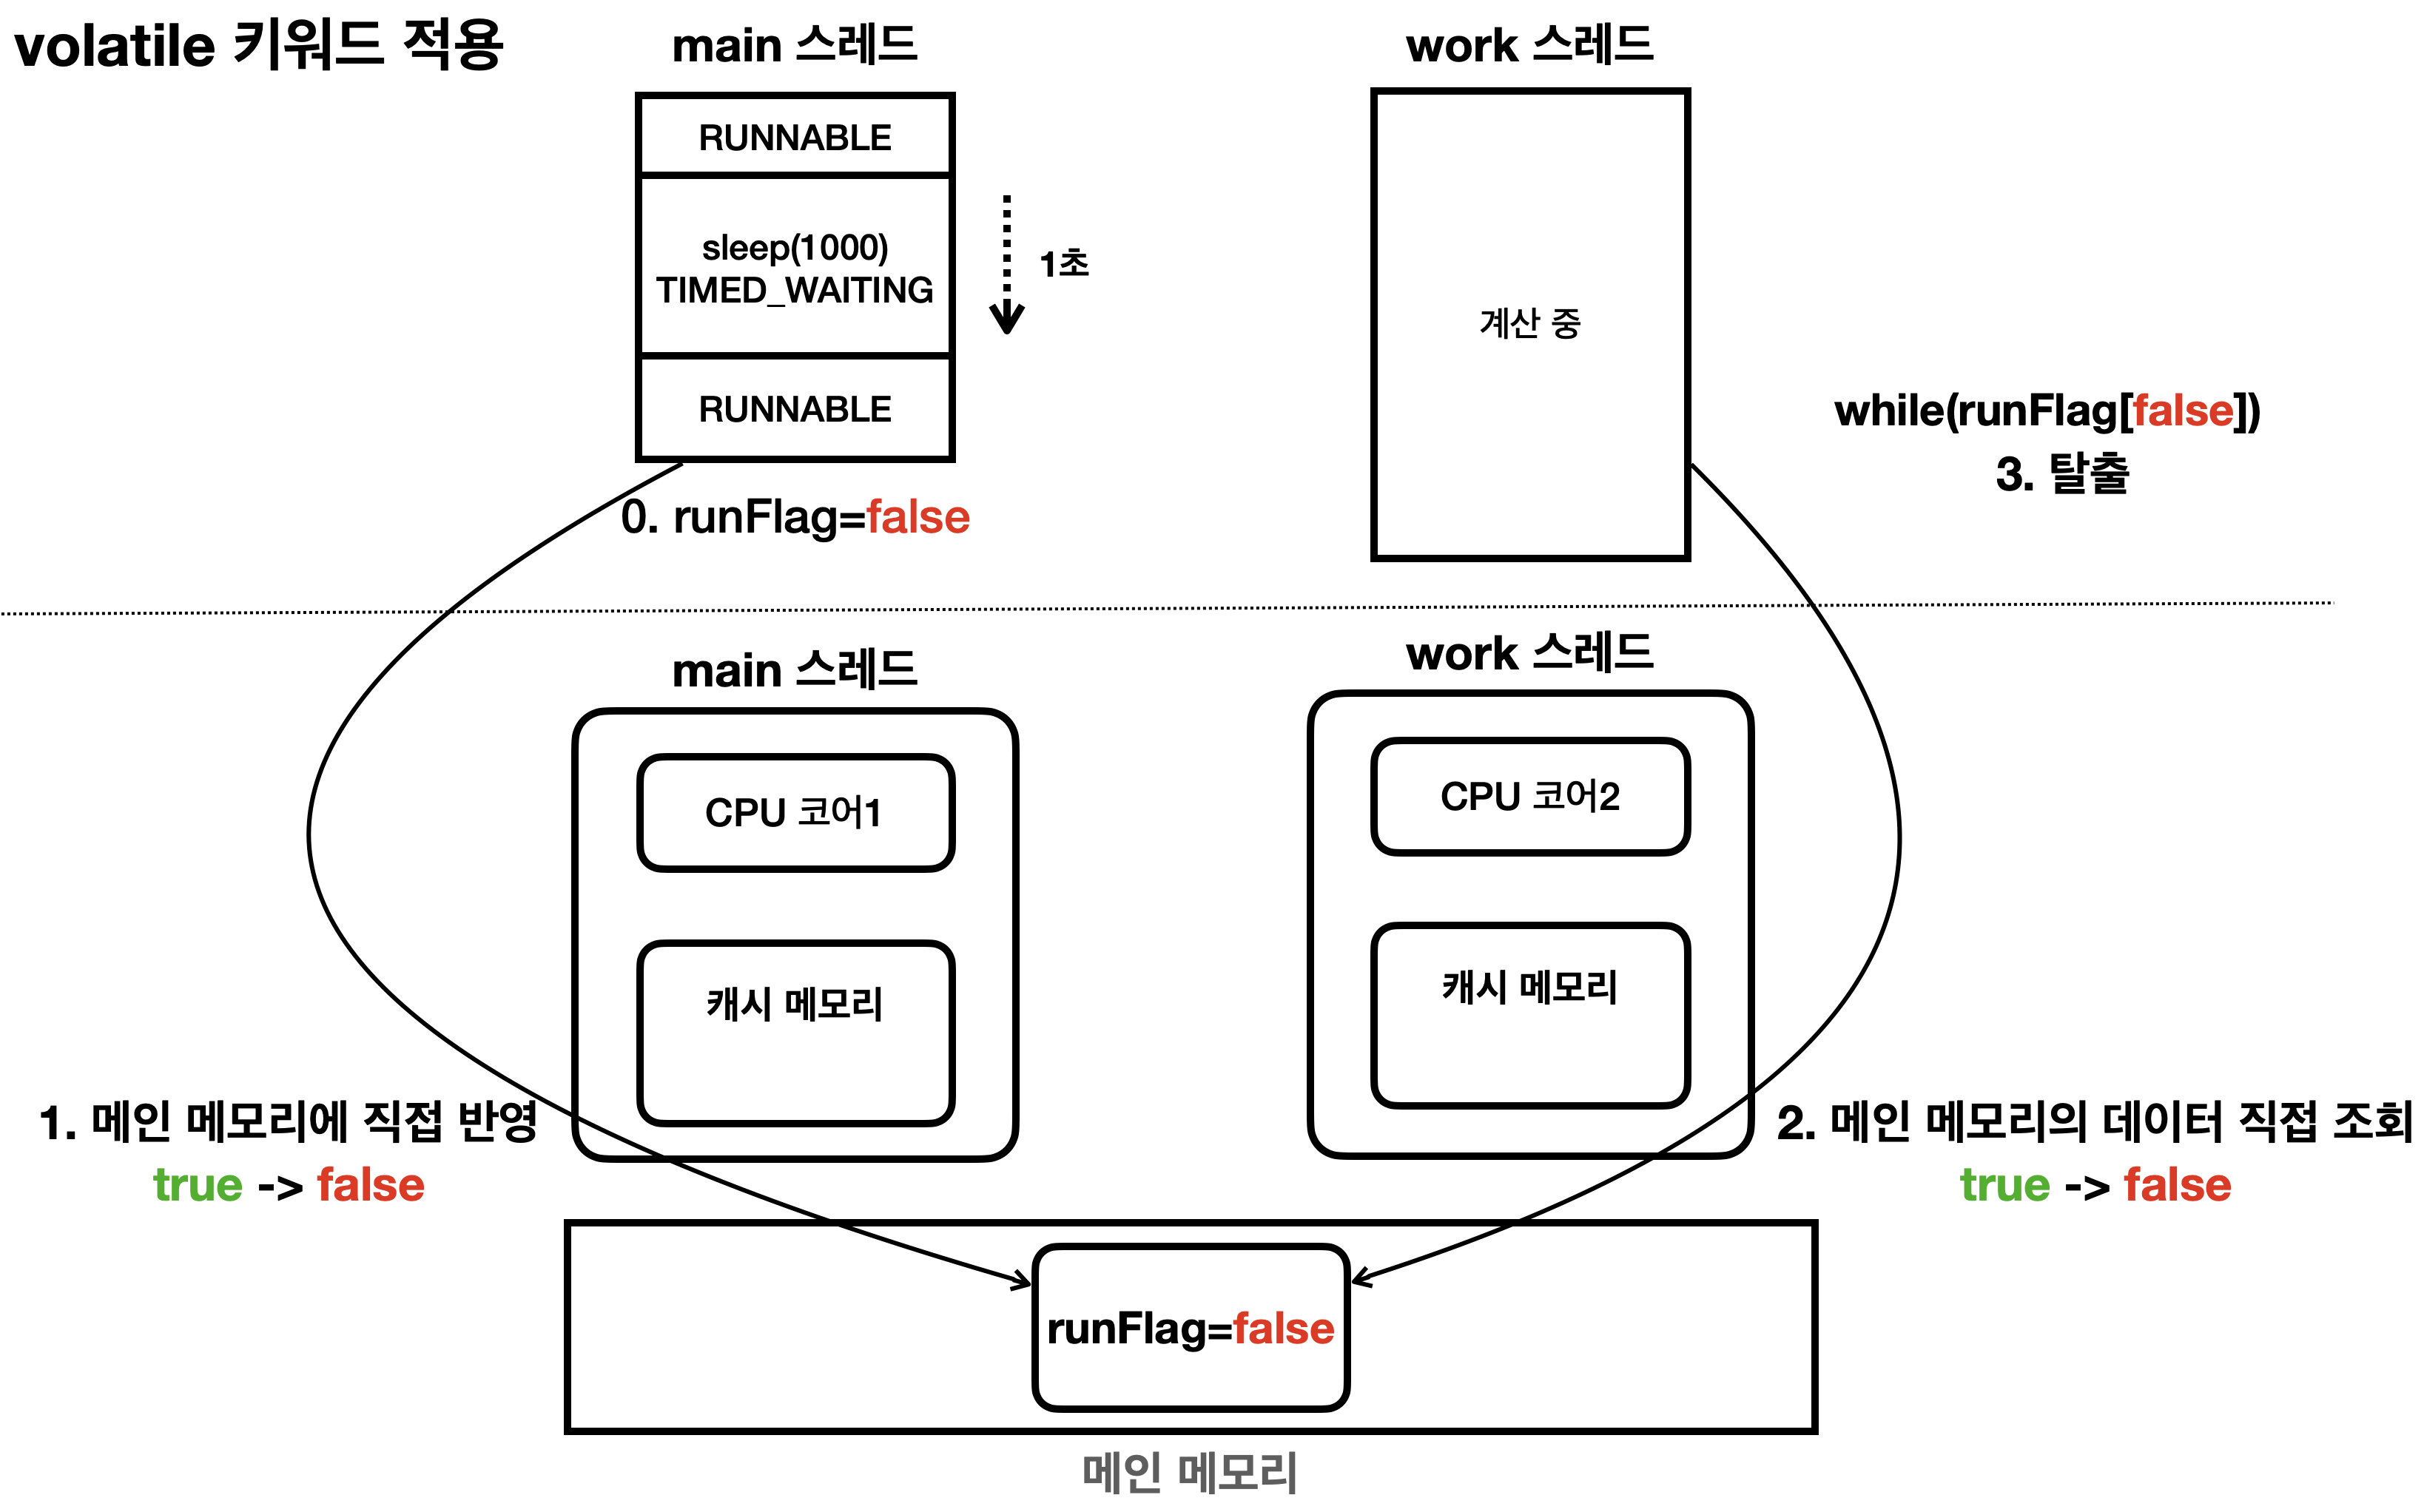 volatile 키워드 적용
main 스레드
work 스레드
RUNNABLE
sleep(1000)
TIMED_WAITING
1초
RUNNABLE
계산 중
while(runFlag[false])
3. 탈출
0. runFlag=false
main 스레드
work 스레드
CPU 코어1
CPU 코어2
캐시 메모리
캐시 메모리
1. 메인 메모리에 직접 반영
true -> false
2. 메인 메모리의 데이터 직접 조회
true -> false
runFlag=false
메인 메모리